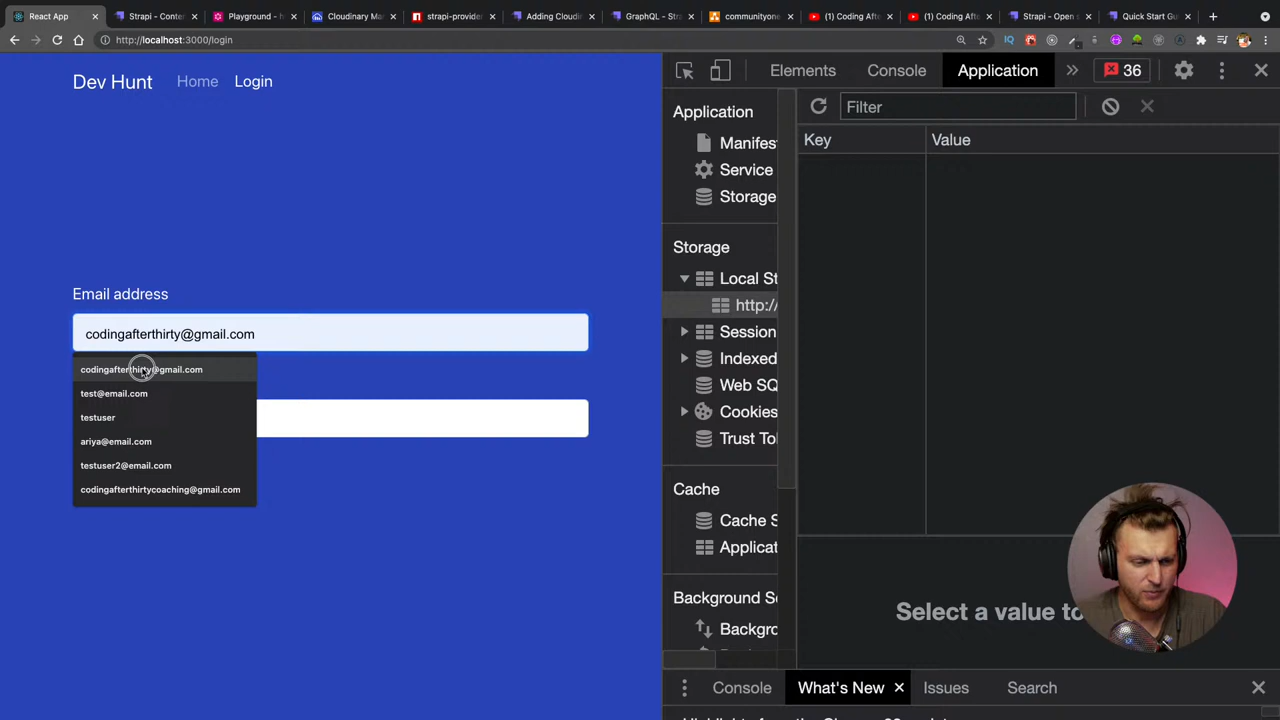 React App
Strapi - Conten
Playground - h
Cloudinary Ma
strapi-provider
Adding Cloudin
GraphQL - Stra
communityone
(1) Coding Afte
(1) Coding Afte
Strapi - Open s
Quick Start Gu
http://localhost:3000/login
Dev Hunt
Home
Login
Email address
codingafterthirty@gmail.com
codingafterthirty@gmail.com
test@email.com
testuser
ariya@email.com
testuser2@email.com
codingafterthirtycoaching@gmail.com
Elements
Console
Application
36
Application
Manifes
Service
Storage
Storage
Local St
http:/
Session
Indexed
Web SQ
Cookies
Trust To
Cache
Cache S
Applicat
Background Se
Backgro
Filter
Key
Value
Select a value to
Console
What's New
Issues
Search